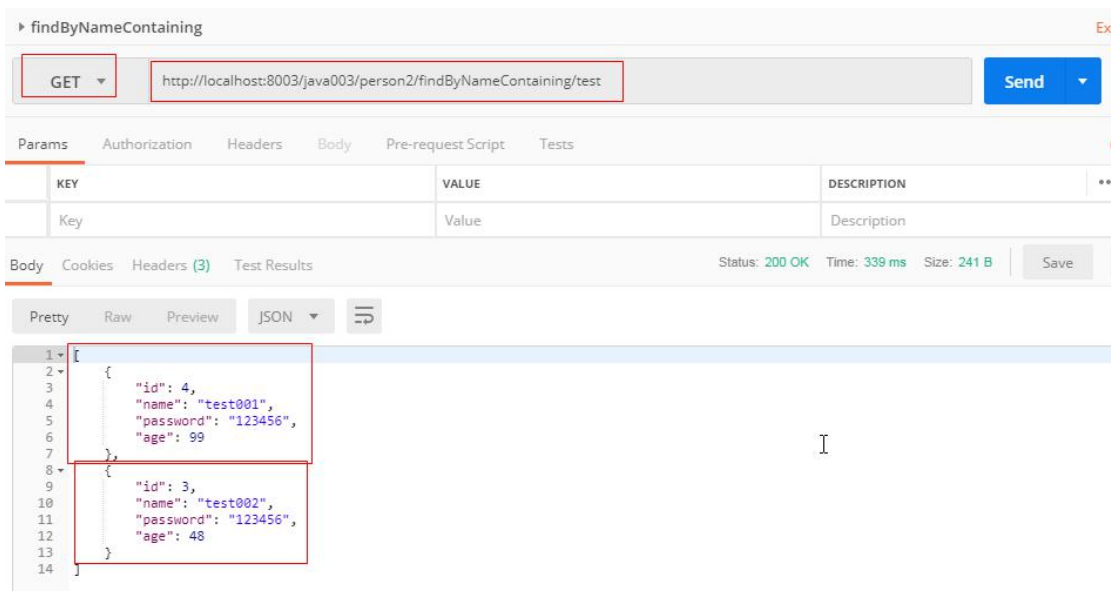 findByNameContaining
Ex
GET http://localhost:8003/java003/person2/findByNameContaining/test Send
Params Authorization Headers Body Pre-request Script Tests
KEY VALUE DESCRIPTION
Key Value Description
Body Cookies Headers (3) Test Results Status: 200 OK Time: 339 ms Size: 241 B Save
Pretty Raw Preview JSON
1 [
2 {
3 "id": 4,
4 "name": "test001",
5 "password": "123456",
6 "age": 99
7 },
8 {
9 "id": 3,
10 "name": "test002",
11 "password": "123456",
12 "age": 48
13 }
14 ]